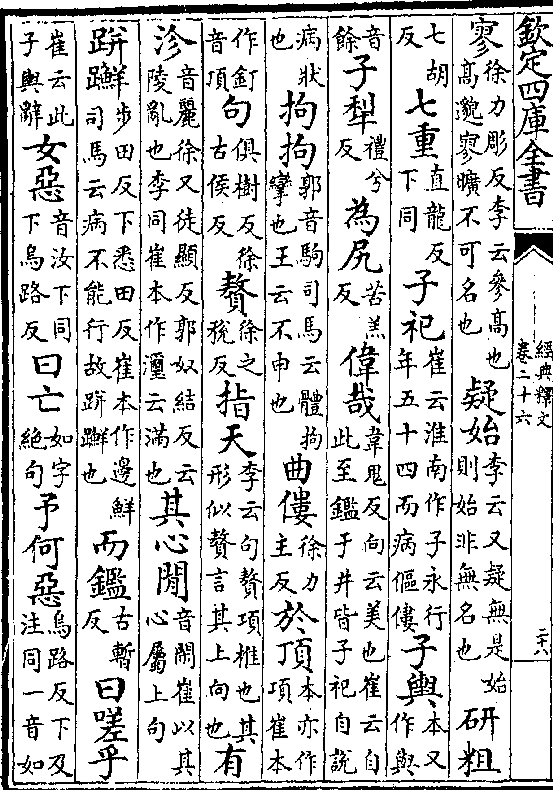 欽定四庫全書
經典釋文
卷二十六
寥徐力彫反李云參高也高邈寥曠不可名也疑始李云又疑無是始則始非無名也研粗
七胡反七重直龍反下同子祀崔云淮南作子永行年五十四而病傴僂子輿本又作與
音餘子犁禮兮反為尻苦羔反偉哉韋鬼反向云美也崔云自此至鑑于井皆子祀自說
病狀也拘拘郭音駒司馬云體拘攣也王云不申也曲僂徐力主反於頂本亦作項崔本
作釘音項句俱樹反徐古侯反贅徐之稅反指天李云句贅項椎也其形似贅言其上向也有
沴音麗徐又徒顯反郭奴結反云陵亂也李同崔本作灅云滿也其心閒音閑崔以其心屬上句
跰𨇤步田反下悉田反崔本作邊鮮司馬云病不能行故跰𨇤也而鑑古暫反曰嗟乎
崔云此子輿辭女惡音汝下同下烏路反曰亡如字絕句予何惡烏路反下及注同一音如